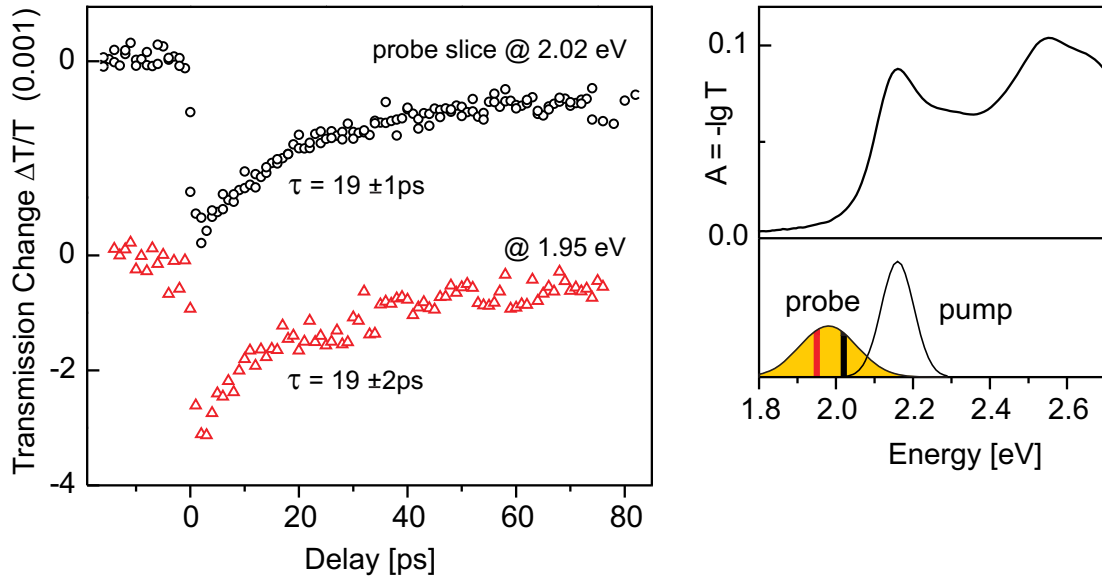 Transmission Change ΔT/T (0.001)
0
0
-2
-4
probe slice @ 2.02 eV
τ = 19 ±1ps
@ 1.95 eV
τ = 19 ±2ps
0
20
40
60
80
Delay [ps]
A = -lg T
0.1
0.0
probe
pump
1.8
2.0
2.2
2.4
2.6
Energy [eV]